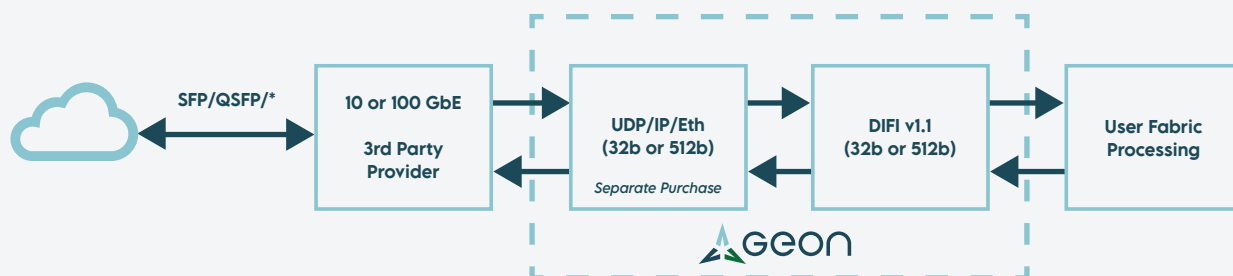 SFP/QSFP/*
10 or 100 GbE
3rd Party
Provider
UDP/IP/Eth
(32b or 512b)
Separate Purchase
DIFI v1.1
(32b or 512b)
User Fabric
Processing
Geon